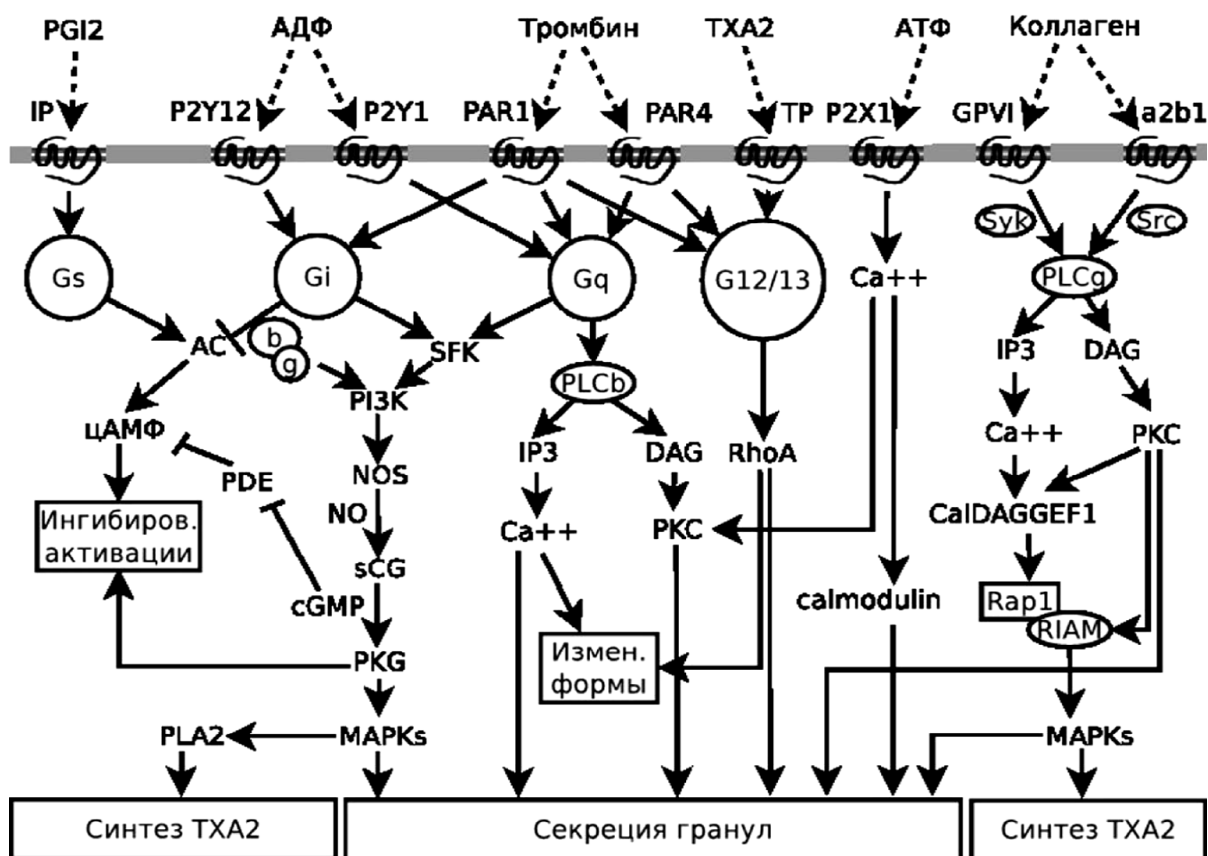 PGI2 АДФ Тромбин TXA2 АТФ Коллаген
IP P2Y12 P2Y1 PAR1 PAR4 TP P2X1 GPVI a2b1
Syk Src
Gs Gi Gq G12/13 Ca++ PLCg
b
g
AC SFK IP3 DAG
PI3K PLCb
цАМФ Ca++ PKC
IP3 DAG RhoA
PDE NOS
Ингибиров.
активации
NO
CalDAGGEF1
Ca++ PKC
sCG
cGMP calmodulin Rap1
RIAM
PKG
Измен.
формы
PLA2 MAPKs MAPKs
Синтез TXA2 Секреция гранул Синтез TXA2